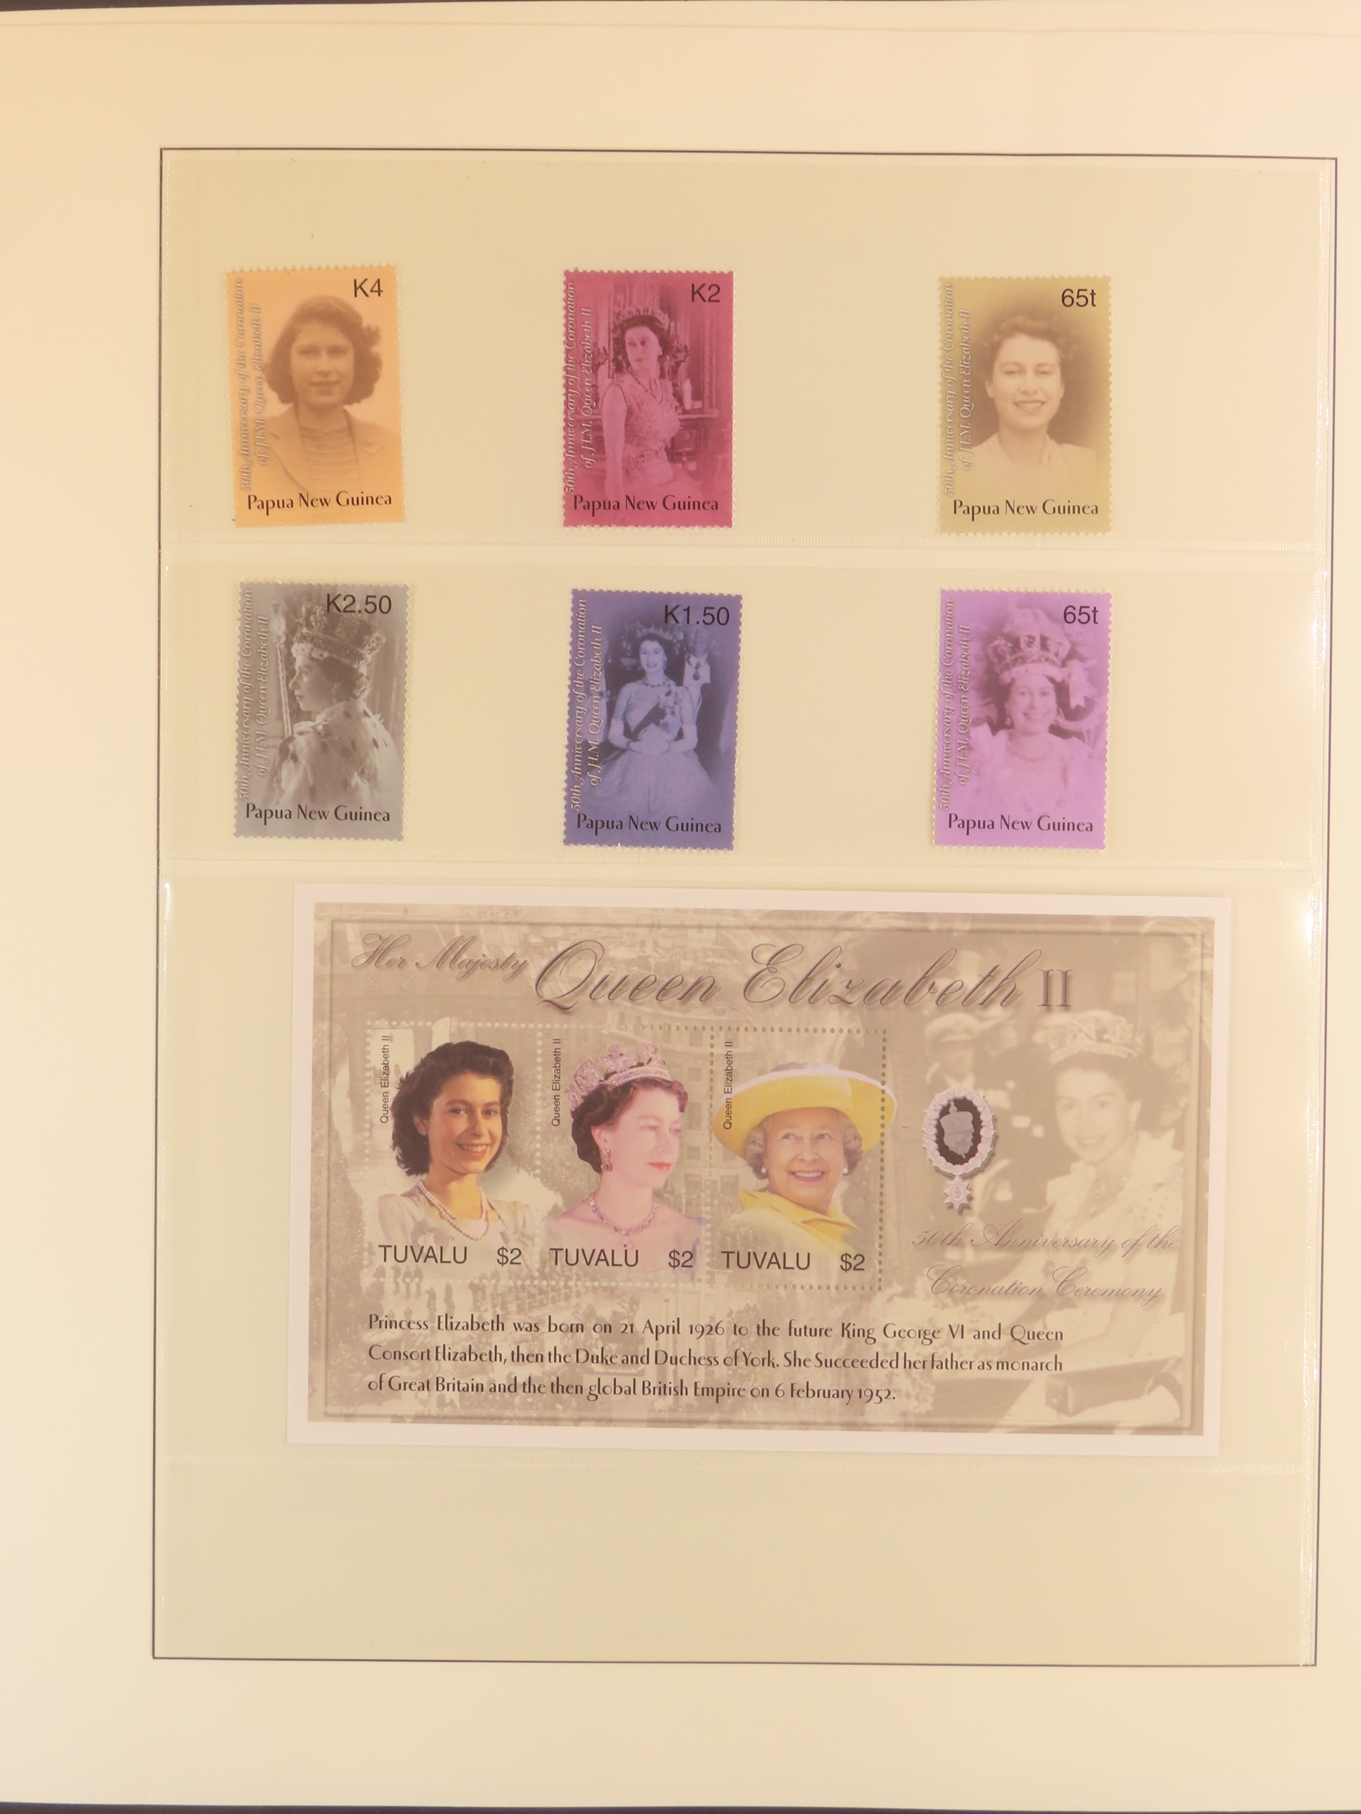 K4
50th Anniversary of the Coronation
of H.M. Queen Elizabeth II
Papua New Guinea
K2
50th Anniversary of the Coronation
of H.M. Queen Elizabeth II
Papua New Guinea
65t
50th Anniversary of the Coronation
of H.M. Queen Elizabeth II
Papua New Guinea
K2.50
50th Anniversary of the Coronation
of H.M. Queen Elizabeth II
Papua New Guinea
K1.50
50th Anniversary of the Coronation
of H.M. Queen Elizabeth II
Papua New Guinea
65t
50th Anniversary of the Coronation
of H.M. Queen Elizabeth II
Papua New Guinea
Her Majesty Queen Elizabeth II
Queen Elizabeth II
TUVALU $2
Queen Elizabeth II
TUVALU $2
Queen Elizabeth II
TUVALU $2
50th Anniversary of the
Coronation Ceremony
Princess Elizabeth was born on 21 April 1926 to the future King George VI and Queen
Consort Elizabeth, then the Duke and Duchess of York. She Succeeded her father as monarch
of Great Britain and the then global British Empire on 6 February 1952.